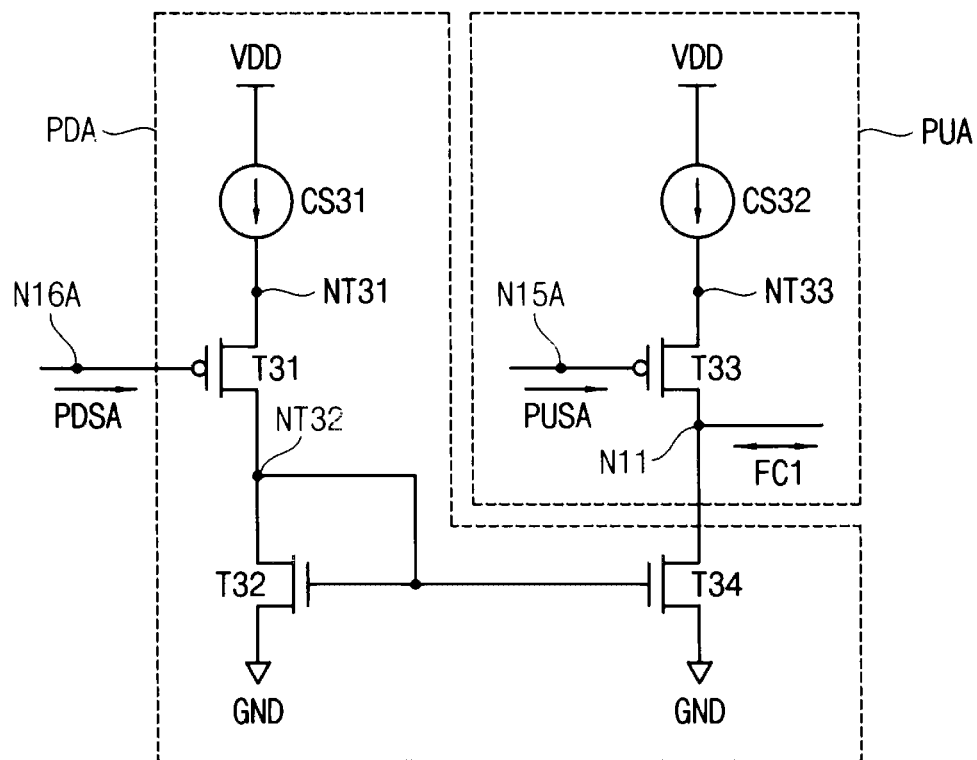 VDD
VDD
PDA
PUA
CS31
CS32
N16A
NT31
N15A
NT33
T31
T33
PDSA
PUSA
NT32
N11
FC1
T32
T34
GND
GND